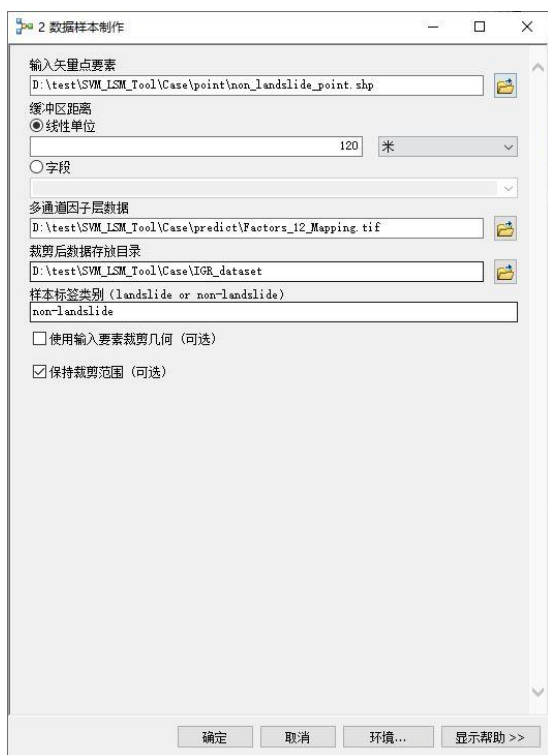 2 数据样本制作
输入矢量点要素
D:\test\SVM_LSM_Tool\Case\point\non_landslide_point.shp
缓冲区距离
线性单位
120 米
字段
多通道因子层数据
D:\test\SVM_LSM_Tool\Case\predict\Factors_12_Mapping.tif
裁剪后数据存放目录
D:\test\SVM_LSM_Tool\Case\IGR_dataset
样本标签类别 (landslide or non-landslide)
non-landslide
使用输入要素裁剪几何 (可选)
保持裁剪范围 (可选)
确定 取消 环境... 显示帮助 >>